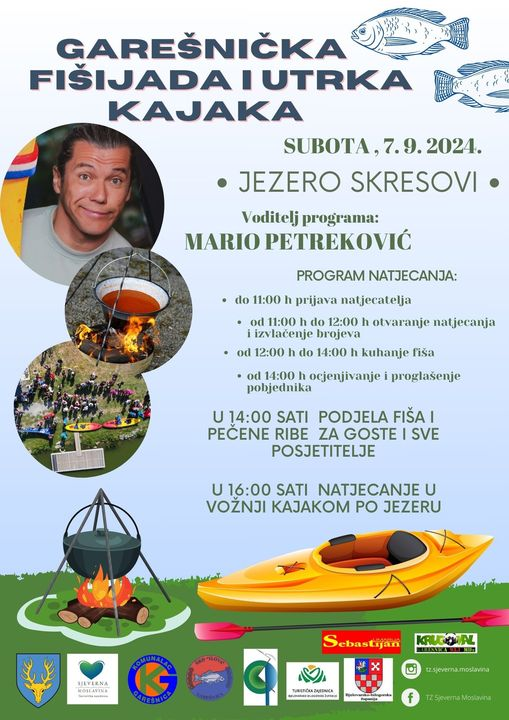 GAREŠNIČKA
FIŠIJADA I UTRKA
KAJAKA
SUBOTA , 7. 9. 2024.
• JEZERO SKRESOVI •
Voditelj programa:
MARIO PETREKOVIĆ
PROGRAM NATJECANJA:
• do 11:00 h prijava natjecatelja
• od 11:00 h do 12:00 h otvaranje natjecanja
i izvlačenje brojeva
• od 12:00 h do 14:00 h kuhanje fiša
• od 14:00 h ocjenjivanje i proglašenje
pobjednika
U 14:00 SATI PODJELA FIŠA I
PEČENE RIBE ZA GOSTE I SVE
POSJETITELJE
U 16:00 SATI NATJECANJE U
VOŽNJI KAJAKOM PO JEZERU
Sebastijan
KRUGOVAL
SJEVERNA
MOSLAVINA
KOMUNALAC
GAREŠNICA
TURISTIČKA ZAJEDNICA
Bjelovarsko-bilogorska
županija
tz.sjeverna.moslavina
TZ Sjeverna Moslavina